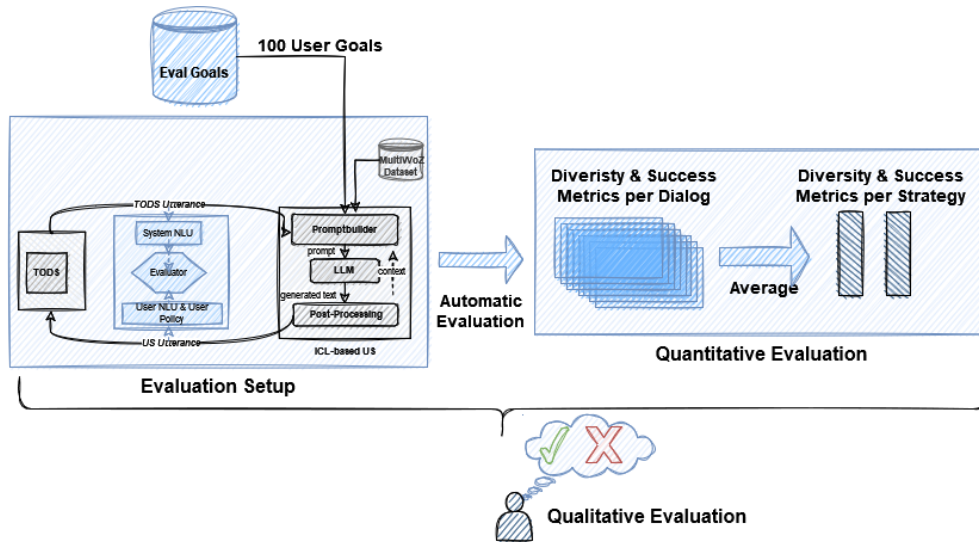 100 User Goals
Eval Goals
MultiWoZ
Dataset
TODS Utterance
System NLU
Evaluator
User NLU & User
Policy
US Utterance
TODS
Promptbuilder
prompt
LLM
context
generated text
Post-Processing
ICL-based US
Evaluation Setup
Automatic
Evaluation
Diveristy & Success
Metrics per Dialog
Average
Diversity & Success
Metrics per Strategy
Quantitative Evaluation
Qualitative Evaluation